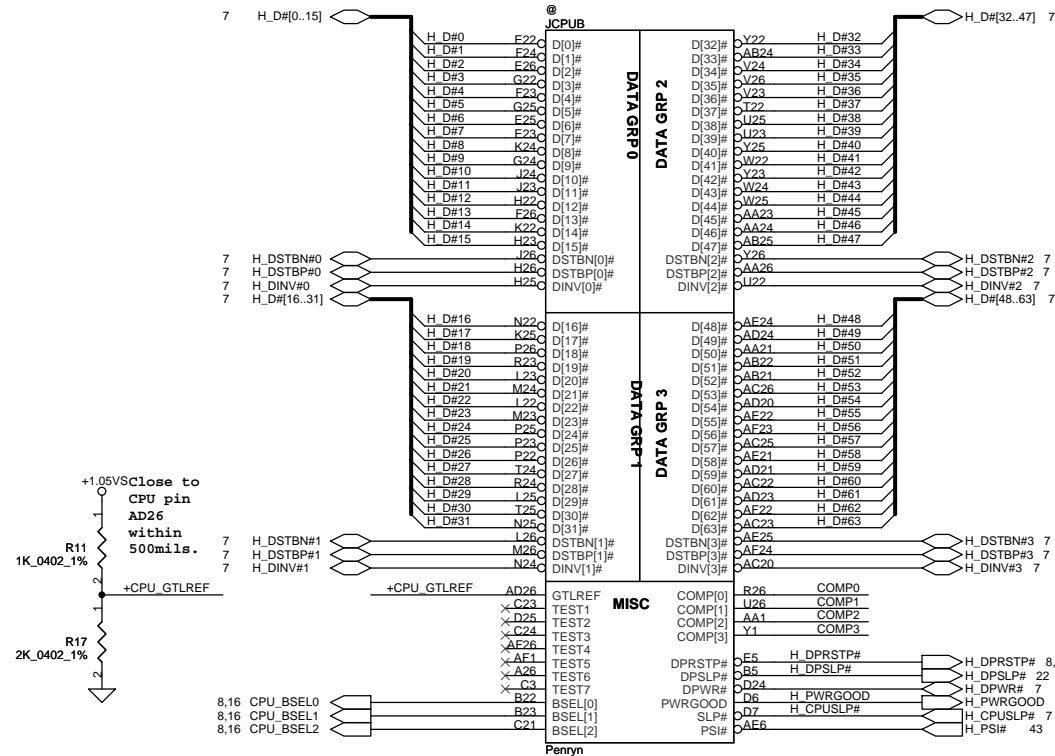 @
JCPUB
7 H_D#[0..15] H_D#[32..47] 7
H_D#0 E22 D[0]# D[32]# Y22 H_D#32
H_D#1 F24 D[1]# D[33]# AB24 H_D#33
H_D#2 E26 D[2]# D[34]# V24 H_D#34
H_D#3 G22 D[3]# D[35]# V26 H_D#35
H_D#4 F23 D[4]# D[36]# V23 H_D#36
H_D#5 G25 D[5]# D[37]# T22 H_D#37
H_D#6 E25 D[6]# D[38]# U25 H_D#38
H_D#7 E23 D[7]# D[39]# U23 H_D#39
H_D#8 K24 D[8]# D[40]# Y25 H_D#40
H_D#9 G24 D[9]# D[41]# W22 H_D#41
H_D#10 J24 D[10]# D[42]# Y23 H_D#42
H_D#11 J23 D[11]# D[43]# W24 H_D#43
H_D#12 H22 D[12]# D[44]# W25 H_D#44
H_D#13 F26 D[13]# D[45]# AA23 H_D#45
H_D#14 K22 D[14]# D[46]# AA24 H_D#46
H_D#15 H23 D[15]# D[47]# AB25 H_D#47
7 H_DSTBN#0 J26 DSTBN[0]# DSTBN[2]# Y26 H_DSTBN#2 7
7 H_DSTBP#0 H26 DSTBP[0]# DSTBP[2]# AA26 H_DSTBP#2 7
7 H_DINV#0 H25 DINV[0]# DINV[2]# U22 H_DINV#2 7
DATA GRP 0
DATA GRP 2
7 H_D#[16..31] H_D#[48..63] 7
H_D#16 N22 D[16]# D[48]# AE24 H_D#48
H_D#17 K25 D[17]# D[49]# AD24 H_D#49
H_D#18 P26 D[18]# D[50]# AA21 H_D#50
H_D#19 R23 D[19]# D[51]# AB22 H_D#51
H_D#20 L23 D[20]# D[52]# AB21 H_D#52
H_D#21 M24 D[21]# D[53]# AC26 H_D#53
H_D#22 L22 D[22]# D[54]# AD20 H_D#54
H_D#23 M23 D[23]# D[55]# AE22 H_D#55
H_D#24 P25 D[24]# D[56]# AF23 H_D#56
H_D#25 P23 D[25]# D[57]# AC25 H_D#57
H_D#26 P22 D[26]# D[58]# AE21 H_D#58
H_D#27 T24 D[27]# D[59]# AD21 H_D#59
H_D#28 R24 D[28]# D[60]# AC22 H_D#60
H_D#29 L25 D[29]# D[61]# AD23 H_D#61
H_D#30 T25 D[30]# D[62]# AF22 H_D#62
H_D#31 N25 D[31]# D[63]# AC23 H_D#63
7 H_DSTBN#1 L26 DSTBN[1]# DSTBN[3]# AE25 H_DSTBN#3 7
7 H_DSTBP#1 M26 DSTBP[1]# DSTBP[3]# AF24 H_DSTBP#3 7
7 H_DINV#1 N24 DINV[1]# DINV[3]# AC20 H_DINV#3 7
DATA GRP 1
DATA GRP 3
+1.05VS
Close to
CPU pin
AD26
within
500mils.
1
R11
1K_0402_1%
2
+CPU_GTLREF
1
R17
2K_0402_1%
2
MISC
+CPU_GTLREF AD26 GTLREF COMP[0] R26 COMP0
C23 TEST1 COMP[1] U26 COMP1
D25 TEST2 COMP[2] AA1 COMP2
C24 TEST3 COMP[3] Y1 COMP3
AF26 TEST4
AF1 TEST5 DPRSTP# E5 H_DPRSTP# H_DPRSTP# 8,
A26 TEST6 DPSLP# B5 H_DPSLP# H_DPSLP# 22
C3 TEST7 DPWR# D24 H_DPWR# 7
8,16 CPU_BSEL0 B22 BSEL[0] PWRGOOD D6 H_PWRGOOD H_PWRGOOD
8,16 CPU_BSEL1 B23 BSEL[1] SLP# D7 H_CPUSLP# H_CPUSLP# 7
8,16 CPU_BSEL2 C21 BSEL[2] PSI# AE6 H_PSI# 43
Penryn